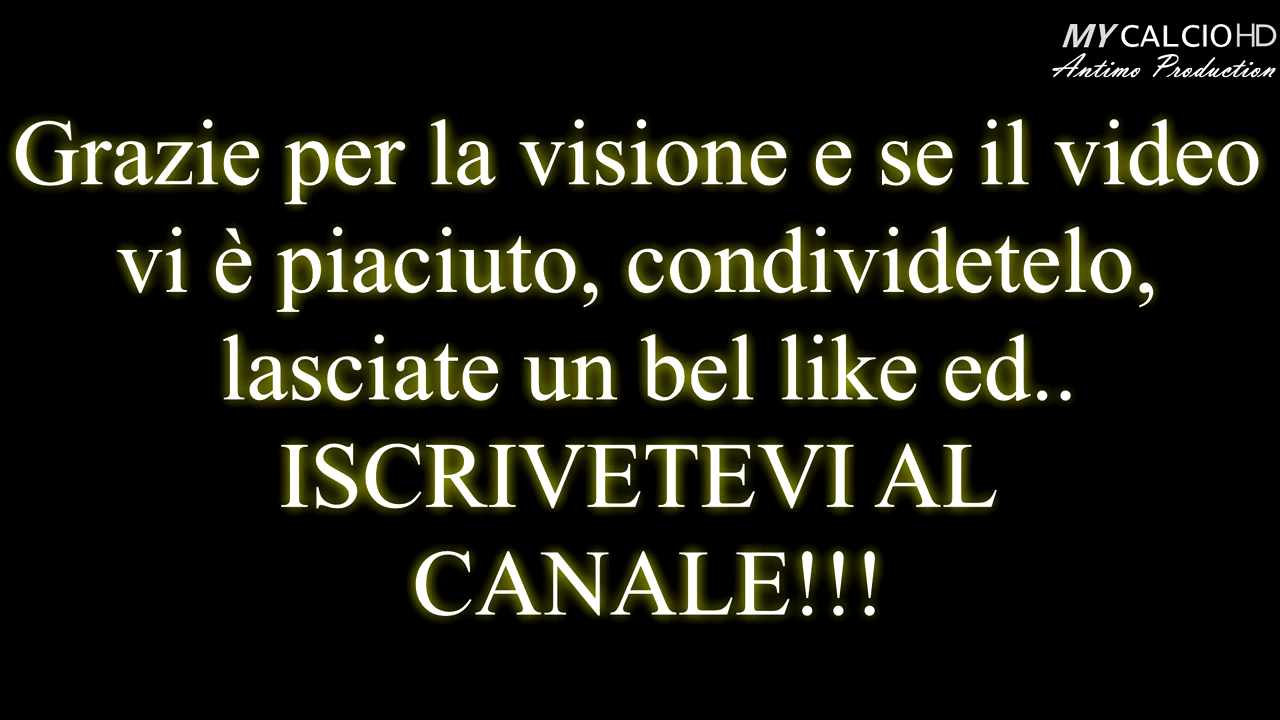 MY CALCIO HD
Antimo Production
Grazie per la visione e se il video
vi è piaciuto, condividetelo,
lasciate un bel like ed..
ISCRIVETEVI AL
CANALE!!!